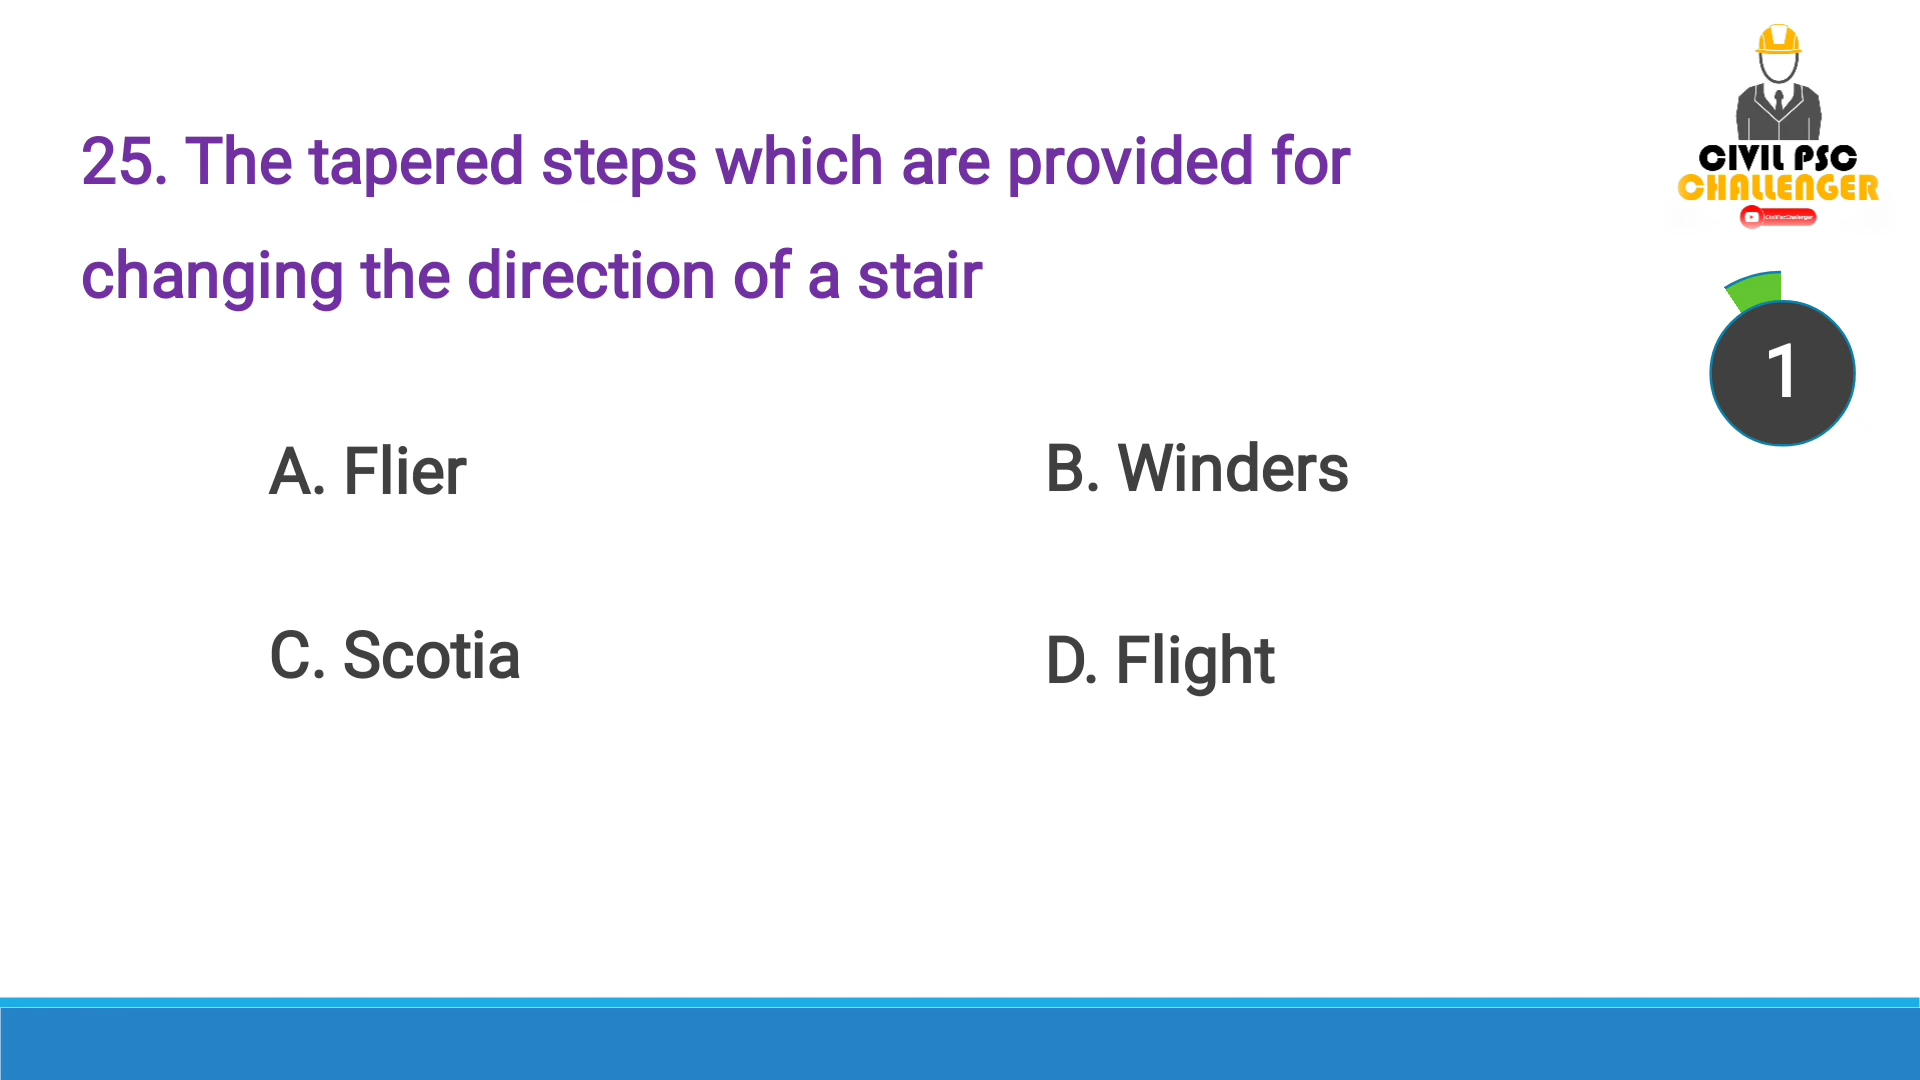 CIVIL PSC
CHALLENGER
25. The tapered steps which are provided for
changing the direction of a stair
1
A. Flier
B. Winders
C. Scotia
D. Flight